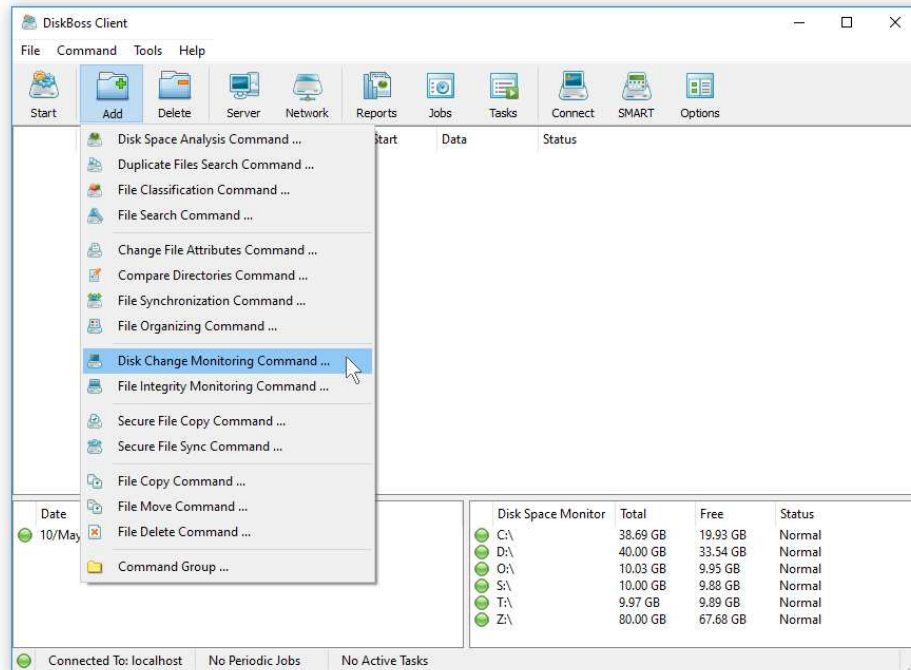 DiskBoss Client
File Command Tools Help
Start Add Delete Server Network Reports Jobs Tasks Connect SMART Options
Start Data Status
Disk Space Analysis Command ...
Duplicate Files Search Command ...
File Classification Command ...
File Search Command ...
Change File Attributes Command ...
Compare Directories Command ...
File Synchronization Command ...
File Organizing Command ...
Disk Change Monitoring Command ...
File Integrity Monitoring Command ...
Secure File Copy Command ...
Secure File Sync Command ...
File Copy Command ...
File Move Command ...
File Delete Command ...
Command Group ...
Date
10/May
Disk Space Monitor Total Free Status
C:\ 38.69 GB 19.93 GB Normal
D:\ 40.00 GB 33.54 GB Normal
O:\ 10.03 GB 9.95 GB Normal
S:\ 10.00 GB 9.88 GB Normal
T:\ 9.97 GB 9.89 GB Normal
Z:\ 80.00 GB 67.68 GB Normal
Connected To: localhost No Periodic Jobs No Active Tasks